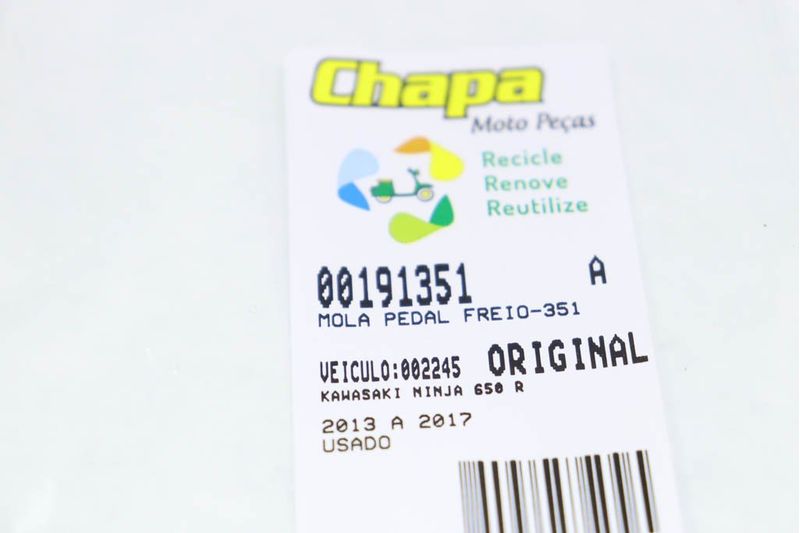 Chapa
Moto Peças
Recicle
Renove
Reutilize
00191351 A
MOLA PEDAL FREIO-351
VEICULO:002245 ORIGINAL
KAWASAKI NINJA 650 R
2013 A 2017
USADO